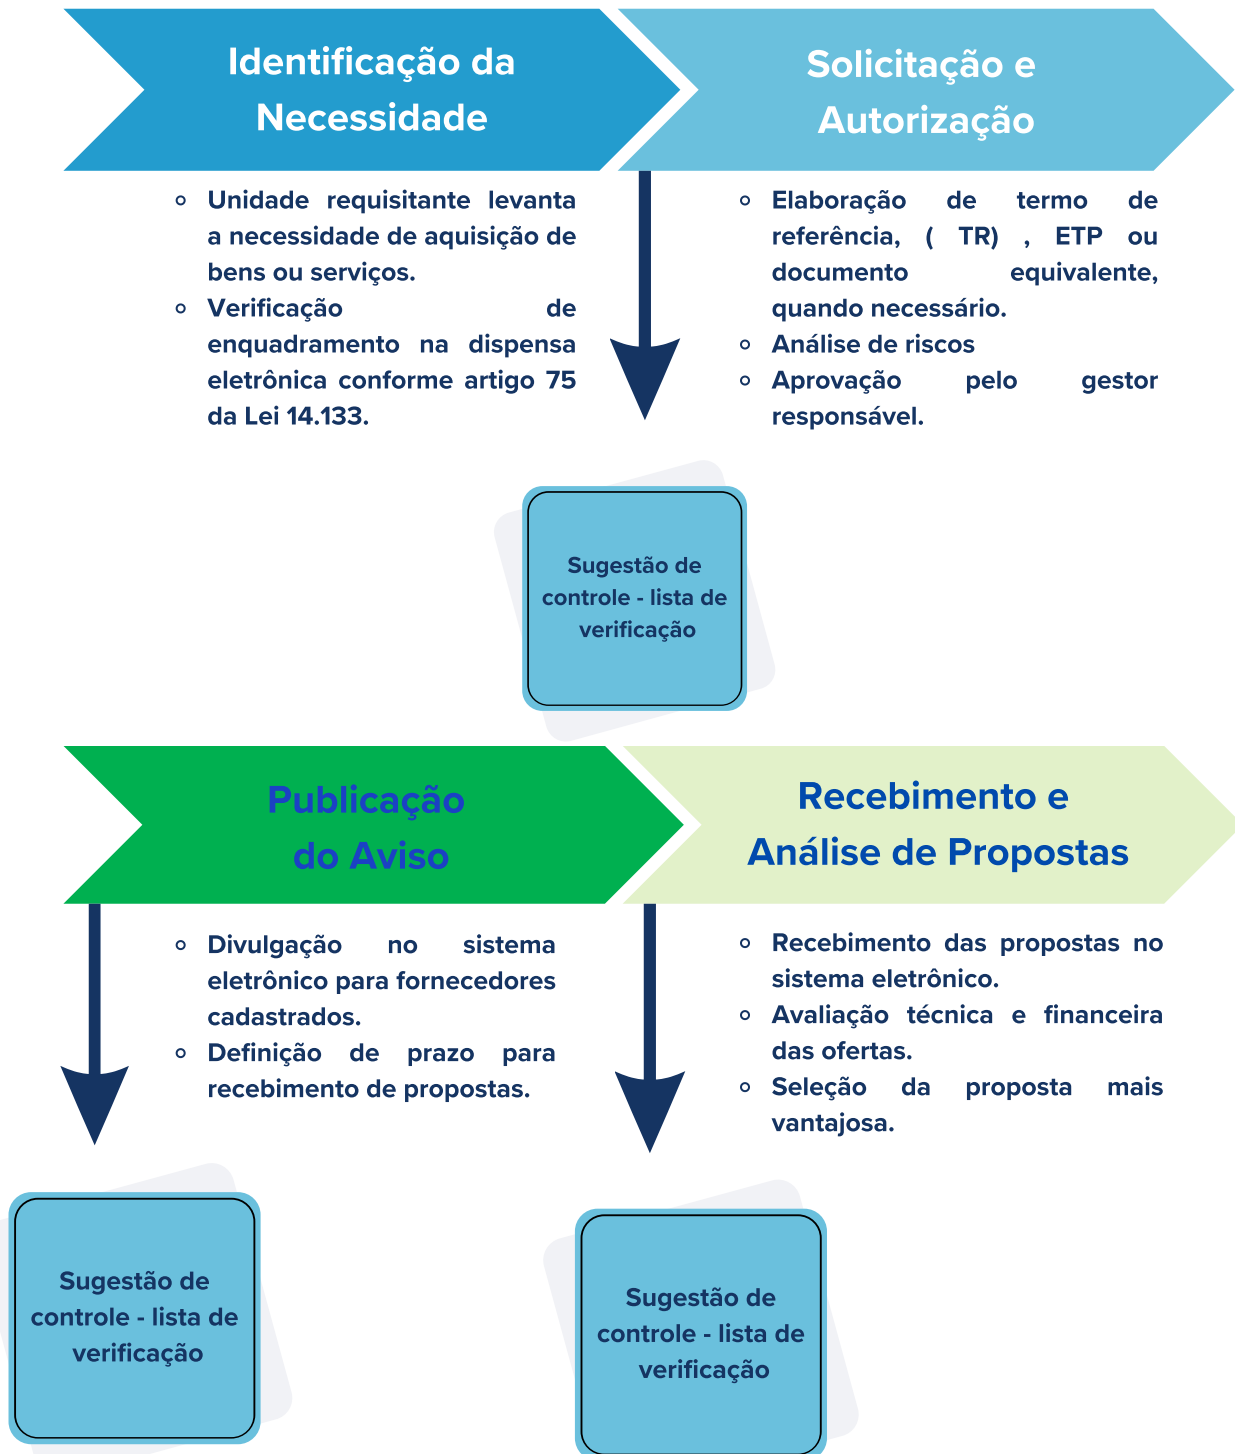 Identificação da
Necessidade
Solicitação e
Autorização
Unidade requisitante levanta
a necessidade de aquisição de
bens ou serviços.
Verificação de
enquadramento na dispensa
eletrônica conforme artigo 75
da Lei 14.133.
Elaboração de termo de
referência, ( TR) , ETP ou
documento equivalente,
quando necessário.
Análise de riscos
Aprovação pelo gestor
responsável.
Sugestão de
controle - lista de
verificação
Publicação
do Aviso
Recebimento e
Análise de Propostas
Divulgação no sistema
eletrônico para fornecedores
cadastrados.
Definição de prazo para
recebimento de propostas.
Recebimento das propostas no
sistema eletrônico.
Avaliação técnica e financeira
das ofertas.
Seleção da proposta mais
vantajosa.
Sugestão de
controle - lista de
verificação
Sugestão de
controle - lista de
verificação